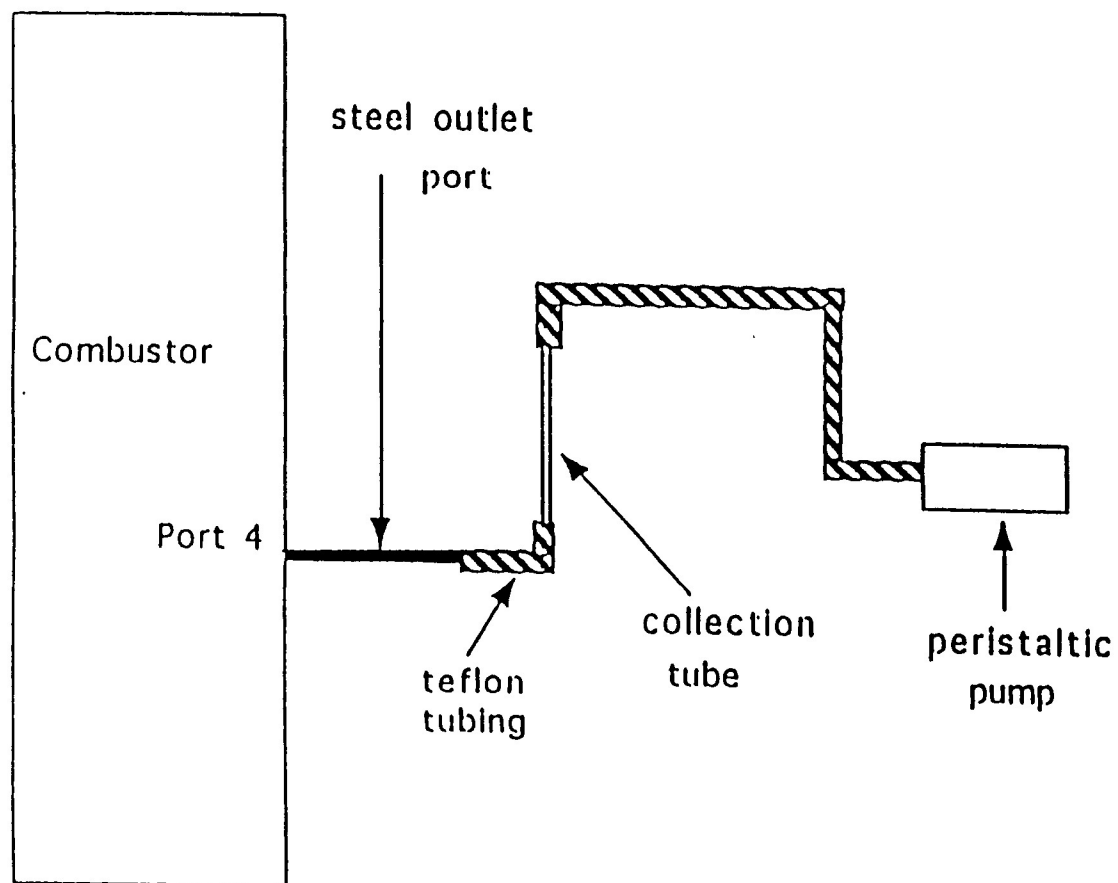 steel outlet
port
Combustor
Port 4
collection
tube
teflon
tubing
peristaltic
pump